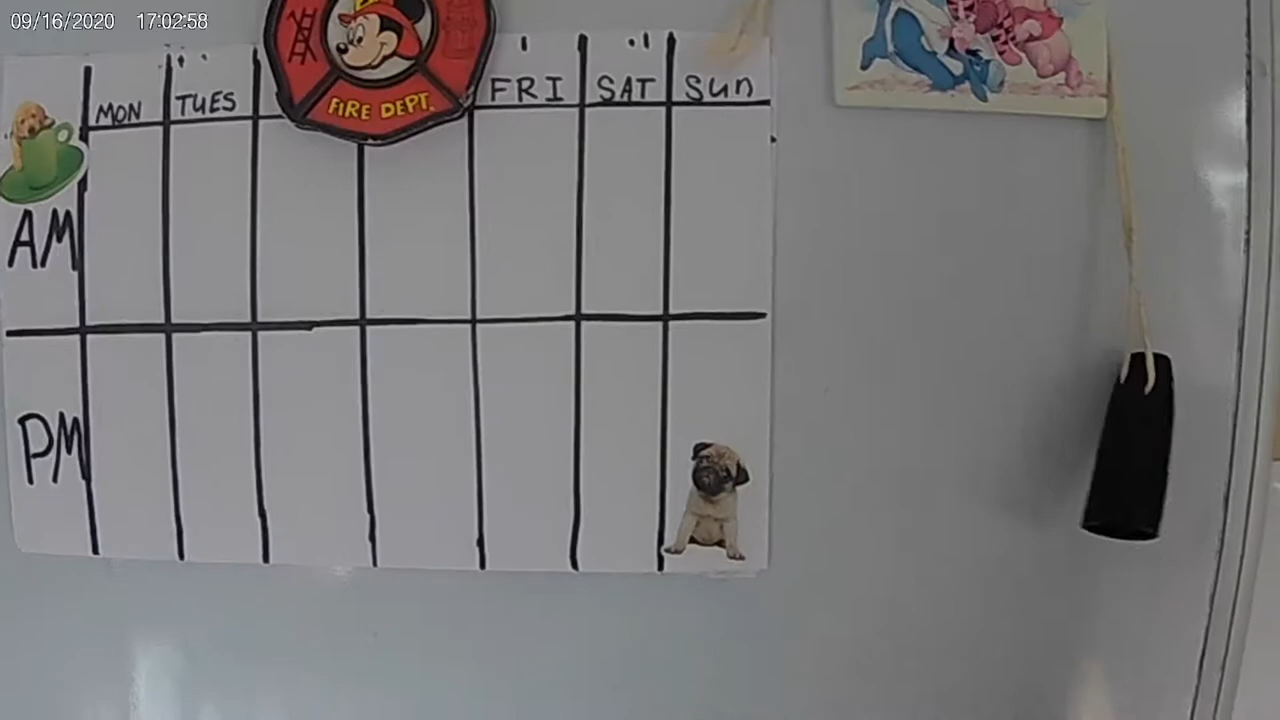 09/16/2020 17:02:58
MON TUES FRI SAT Sun
FIRE DEPT.
AM
PM